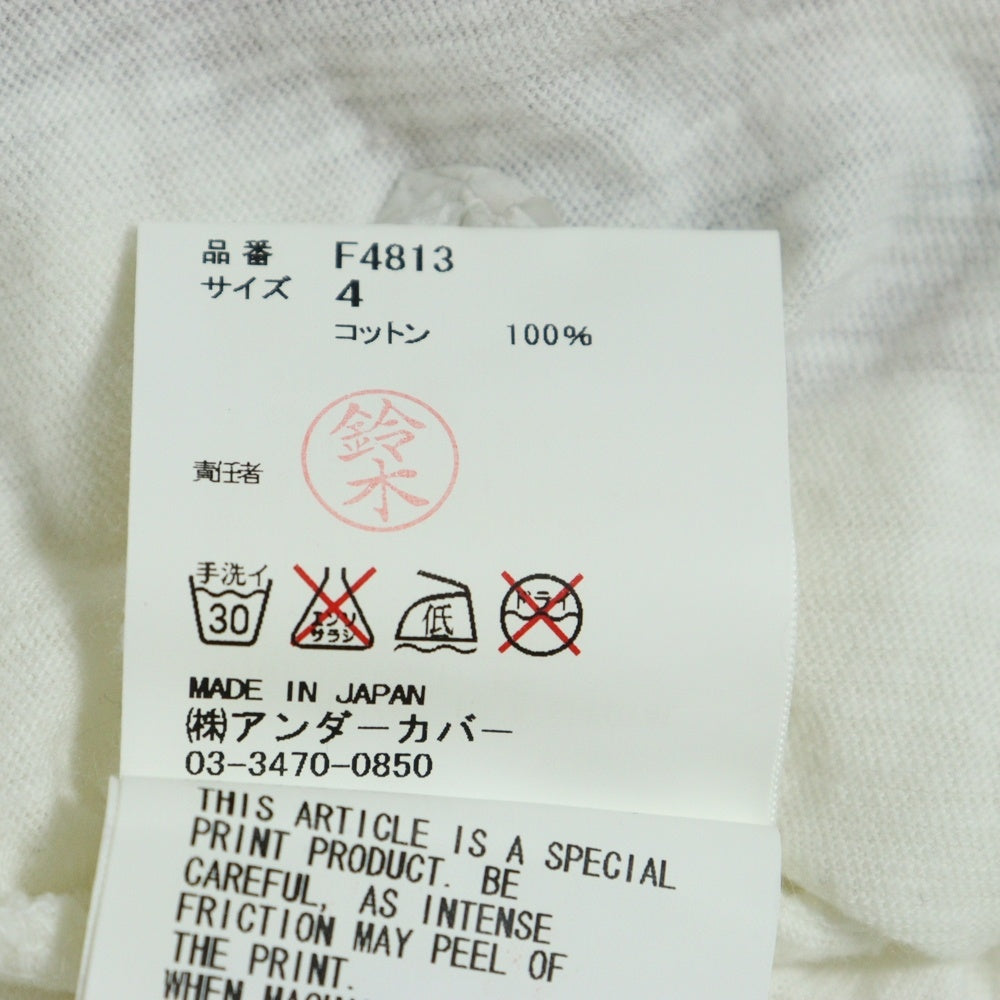 品番 F4813
サイズ 4
コットン 100%
責任者 鈴木
手洗イ 30 エンソサラシ 低 ドライ
MADE IN JAPAN
㈱アンダーカバー
03-3470-0850
THIS ARTICLE IS A SPECIAL
PRINT PRODUCT. BE
CAREFUL, AS INTENSE
FRICTION MAY PEEL OF
THE PRINT.
WHEN